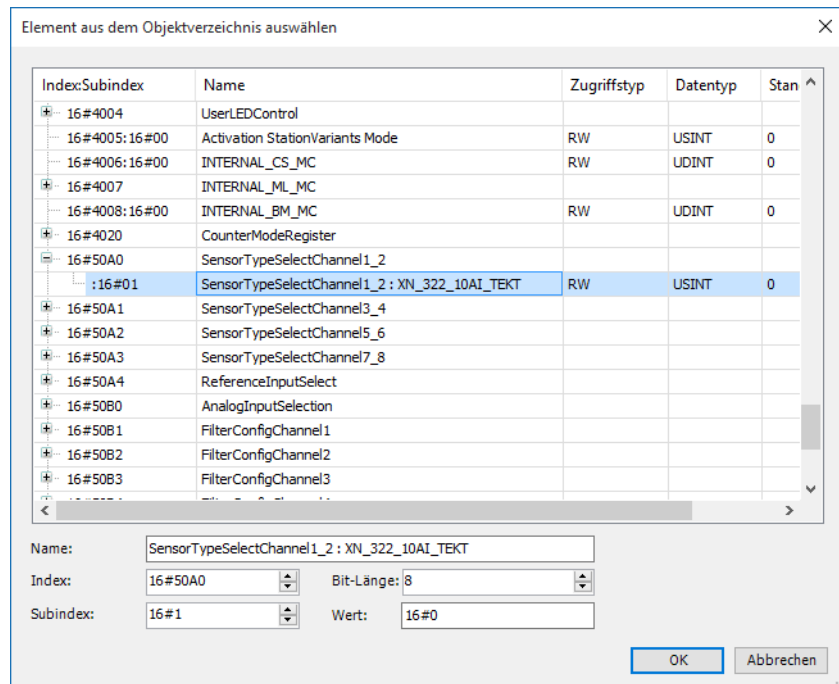 Element aus dem Objektverzeichnis auswählen
Index:Subindex Name Zugriffstyp Datentyp Stan
16#4004 UserLEDControl
16#4005:16#00 Activation StationVariants Mode RW USINT 0
16#4006:16#00 INTERNAL_CS_MC RW UDINT 0
16#4007 INTERNAL_ML_MC
16#4008:16#00 INTERNAL_BM_MC RW UDINT 0
16#4020 CounterModeRegister
16#50A0 SensorTypeSelectChannel1_2
:16#01 SensorTypeSelectChannel1_2 : XN_322_10AI_TEKT RW USINT 0
16#50A1 SensorTypeSelectChannel3_4
16#50A2 SensorTypeSelectChannel5_6
16#50A3 SensorTypeSelectChannel7_8
16#50A4 ReferenceInputSelect
16#50B0 AnalogInputSelection
16#50B1 FilterConfigChannel1
16#50B2 FilterConfigChannel2
16#50B3 FilterConfigChannel3
Name: SensorTypeSelectChannel1_2 : XN_322_10AI_TEKT
Index: 16#50A0 Bit-Länge: 8
Subindex: 16#1 Wert: 16#0
OK Abbrechen